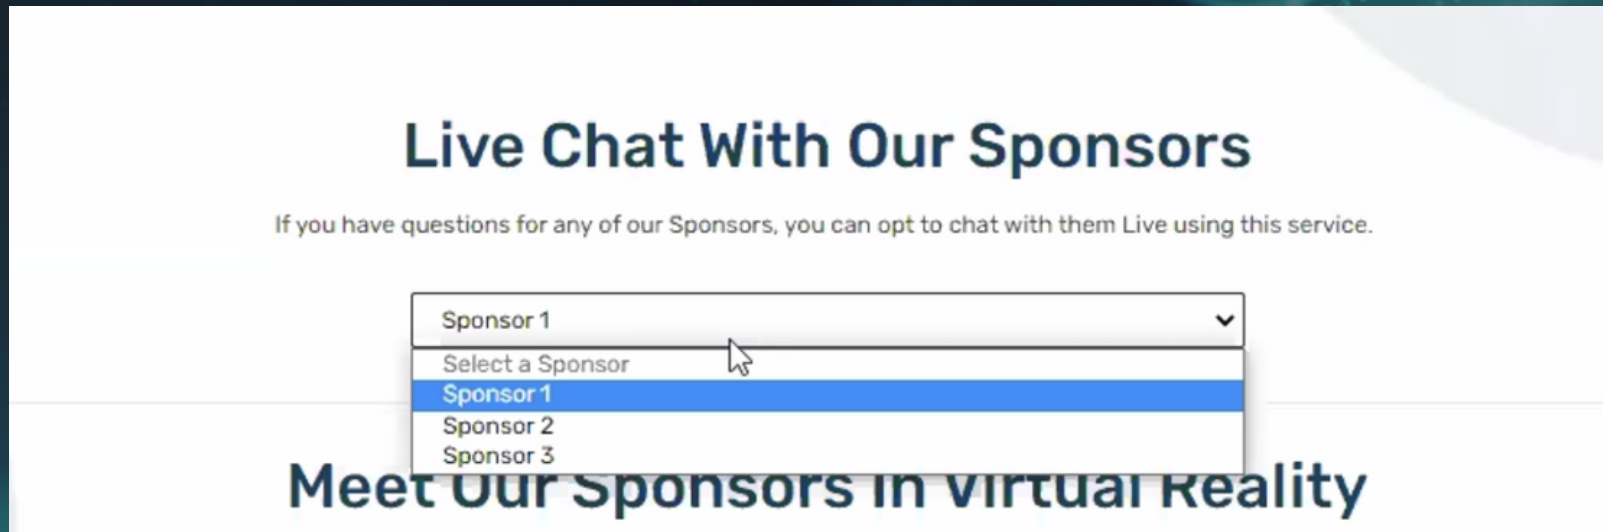 Live Chat With Our Sponsors
If you have questions for any of our Sponsors, you can opt to chat with them Live using this service.
Sponsor 1
Select a Sponsor
Sponsor 1
Sponsor 2
Sponsor 3
Meet Our Sponsors In Virtual Reality